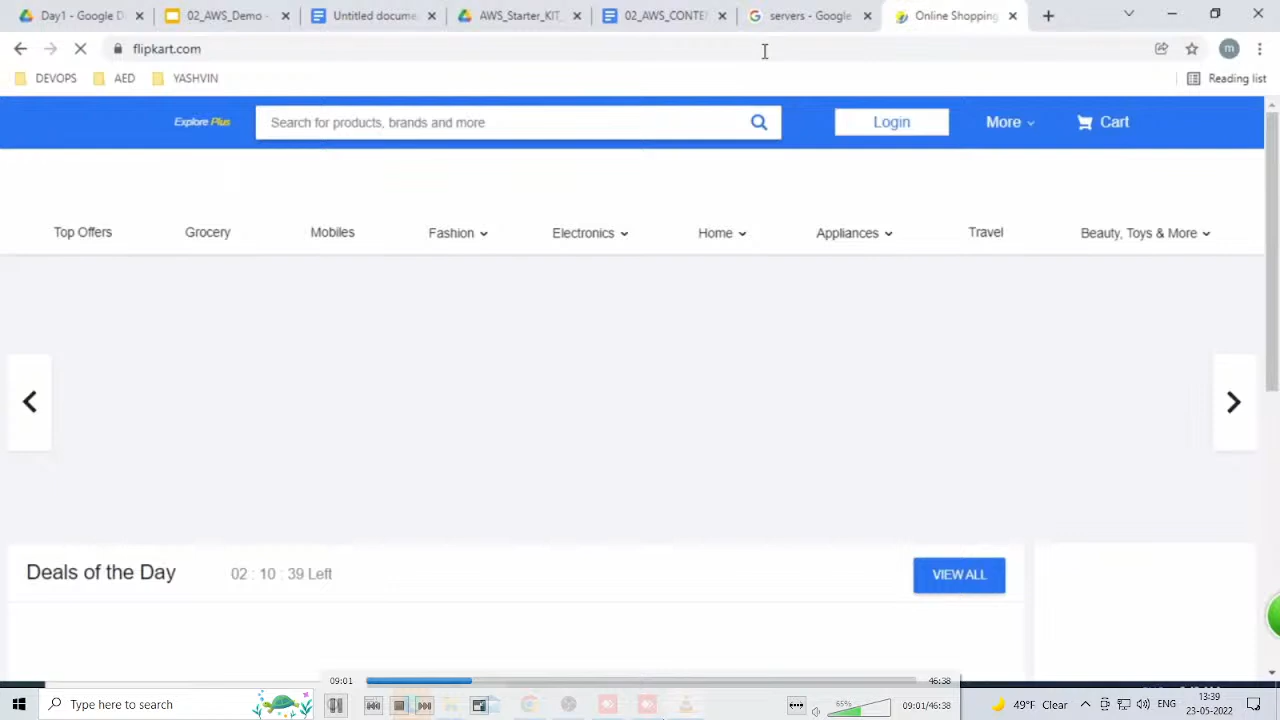 Day1 - Google D
02_AWS_Demo -
Untitled docume
AWS_Starter_KIT_
02_AWS_CONTE
servers - Google
Online Shopping
flipkart.com
m
DEVOPS
AED
YASHVIN
Reading list
Explore Plus
Search for products, brands and more
Login
More
Cart
Top Offers
Grocery
Mobiles
Fashion
Electronics
Home
Appliances
Travel
Beauty, Toys & More
Deals of the Day
02 : 10 : 39 Left
VIEW ALL
09:01
46:38
Type here to search
65%
09:01/46:38
49°F Clear
ENG
13:39
23-05-2022